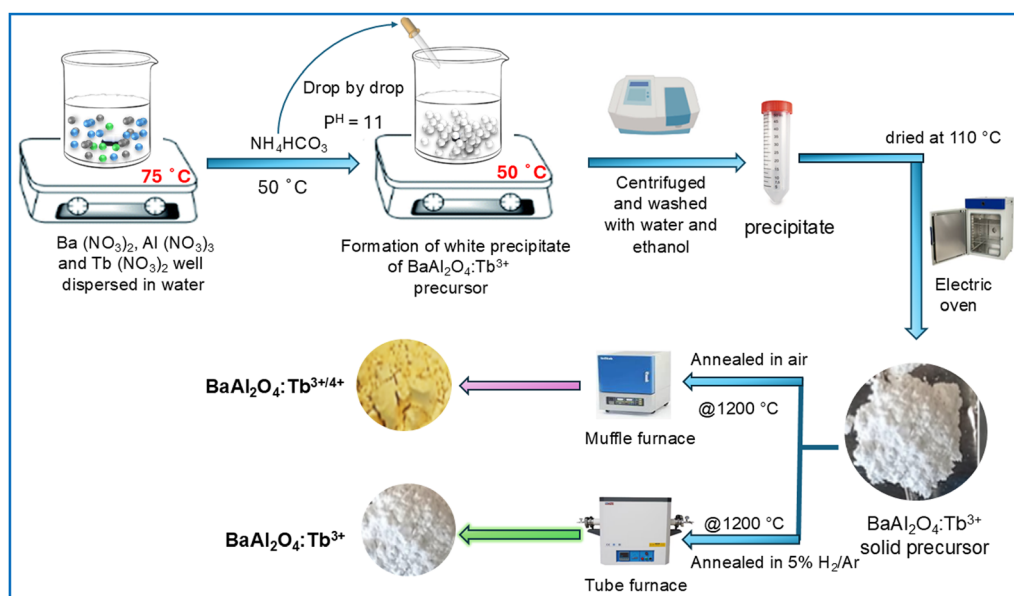 75 ˚C
Ba (NO₃)₂, Al (NO₃)₃
and Tb (NO₃)₂ well
dispersed in water
Drop by drop
Pᴴ = 11
NH₄HCO₃
50 ˚C
50 ˚C
Formation of white precipitate
of BaAl₂O₄:Tb³⁺
precursor
Centrifuged
and washed
with water and
ethanol
precipitate
dried at 110 °C
Electric
oven
BaAl₂O₄:Tb³⁺
solid precursor
Annealed in air
@1200 °C
Muffle furnace
BaAl₂O₄:Tb³⁺ᐟ⁴⁺
@1200 °C
Annealed in 5% H₂/Ar
Tube furnace
BaAl₂O₄:Tb³⁺